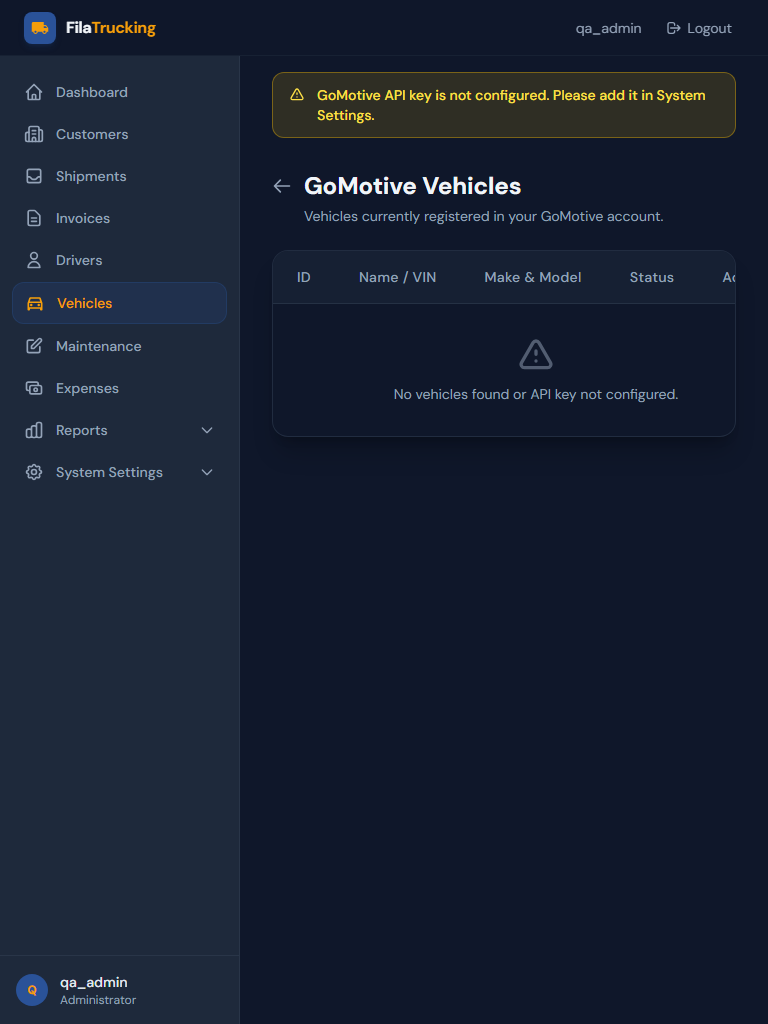 FilaTrucking
qa_admin
Logout
Dashboard
Customers
Shipments
Invoices
Drivers
Vehicles
Maintenance
Expenses
Reports
System Settings
GoMotive API key is not configured. Please add it in System
Settings.
GoMotive Vehicles
Vehicles currently registered in your GoMotive account.
ID Name / VIN Make & Model Status
No vehicles found or API key not configured.
Q
qa_admin
Administrator